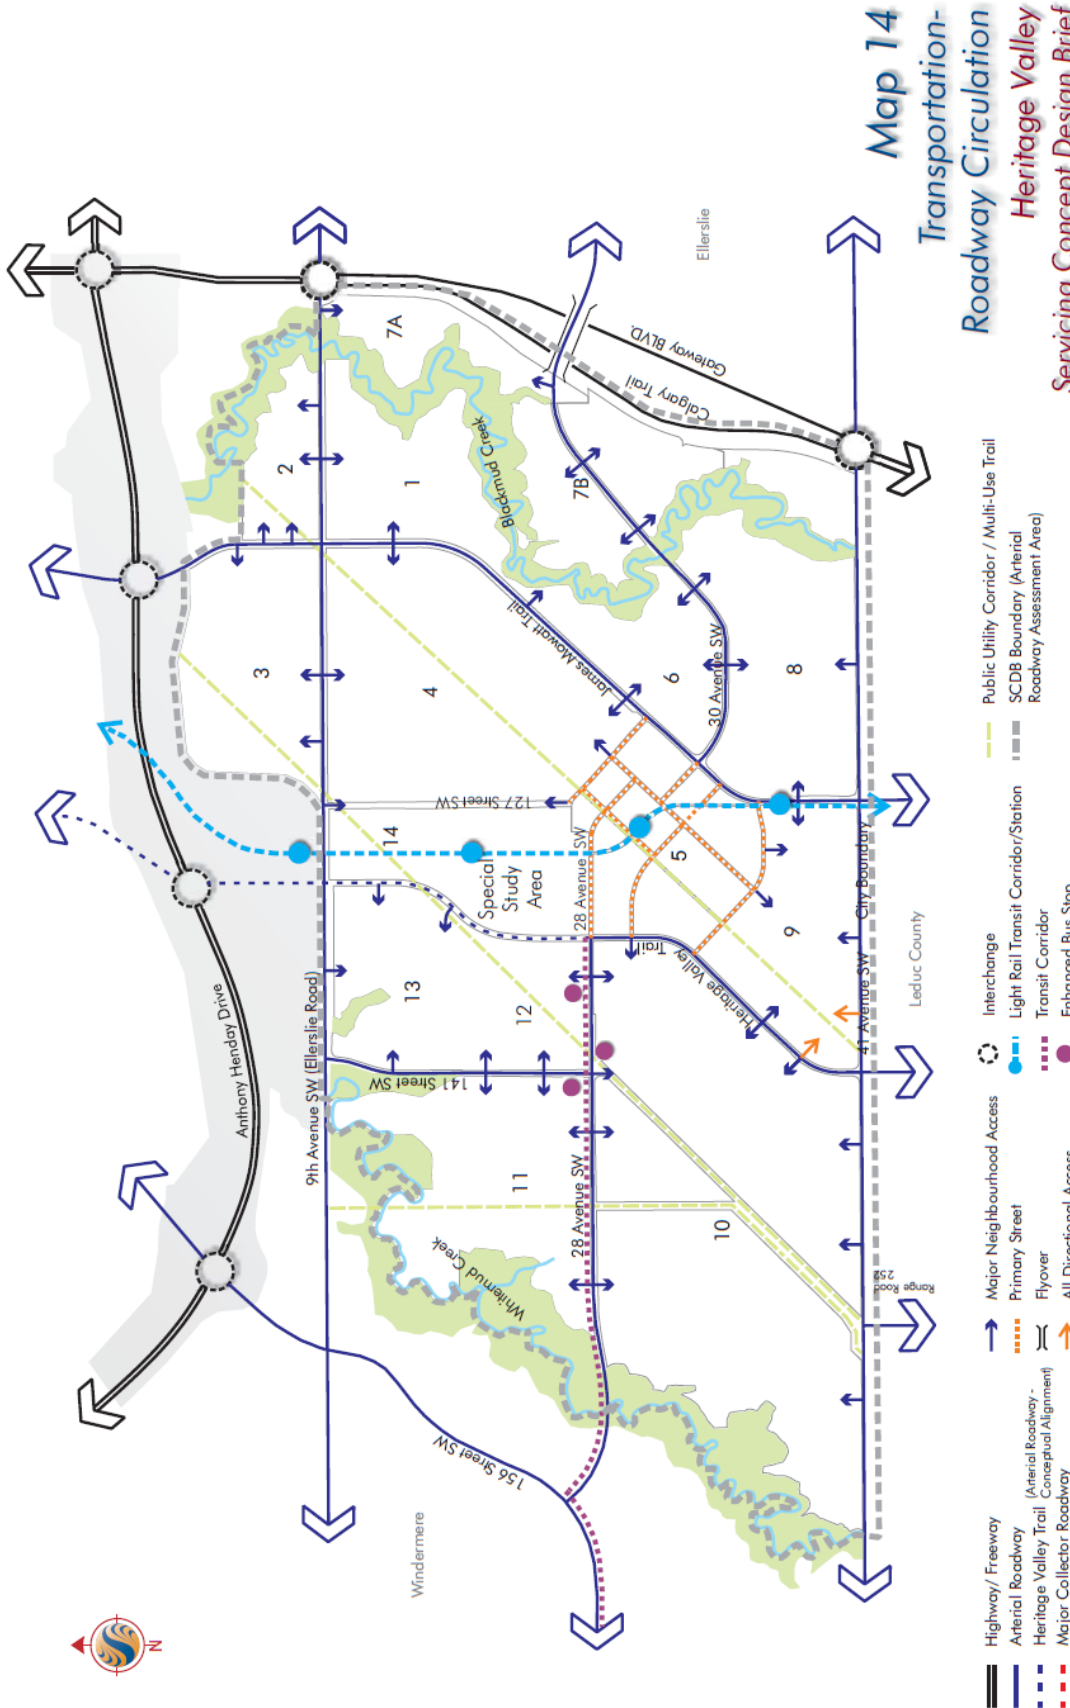 Map 14
Transportation-
Roadway Circulation
Heritage Valley
Servicing Concept Design Brief
N
Windermere
Ellerslie
Leduc County
Anthony Henday Drive
9th Avenue SW (Ellerslie Road)
156 Street SW
141 Street SW
127 Street SW
28 Avenue SW
28 Avenue SW
30 Avenue SW
41 Avenue SW
City Boundary
Heritage Valley
Trail
James Mowatt Trail
Calgary Trail
Gateway BLVD.
Range
Road
252
Whitemud Creek
Blackmud Creek
Special
Study
Area
1
2
3
4
5
6
7A
7B
8
9
10
11
12
13
14
Highway/ Freeway
Arterial Roadway
Heritage Valley Trail (Arterial Roadway -
Conceptual Alignment)
Major Collector Roadway
Major Neighbourhood Access
Primary Street
Flyover
All Directional Access
Interchange
Light Rail Transit Corridor/Station
Transit Corridor
Enhanced Bus Stop
Public Utility Corridor / Multi-Use Trail
SCDB Boundary (Arterial
Roadway Assessment Area)